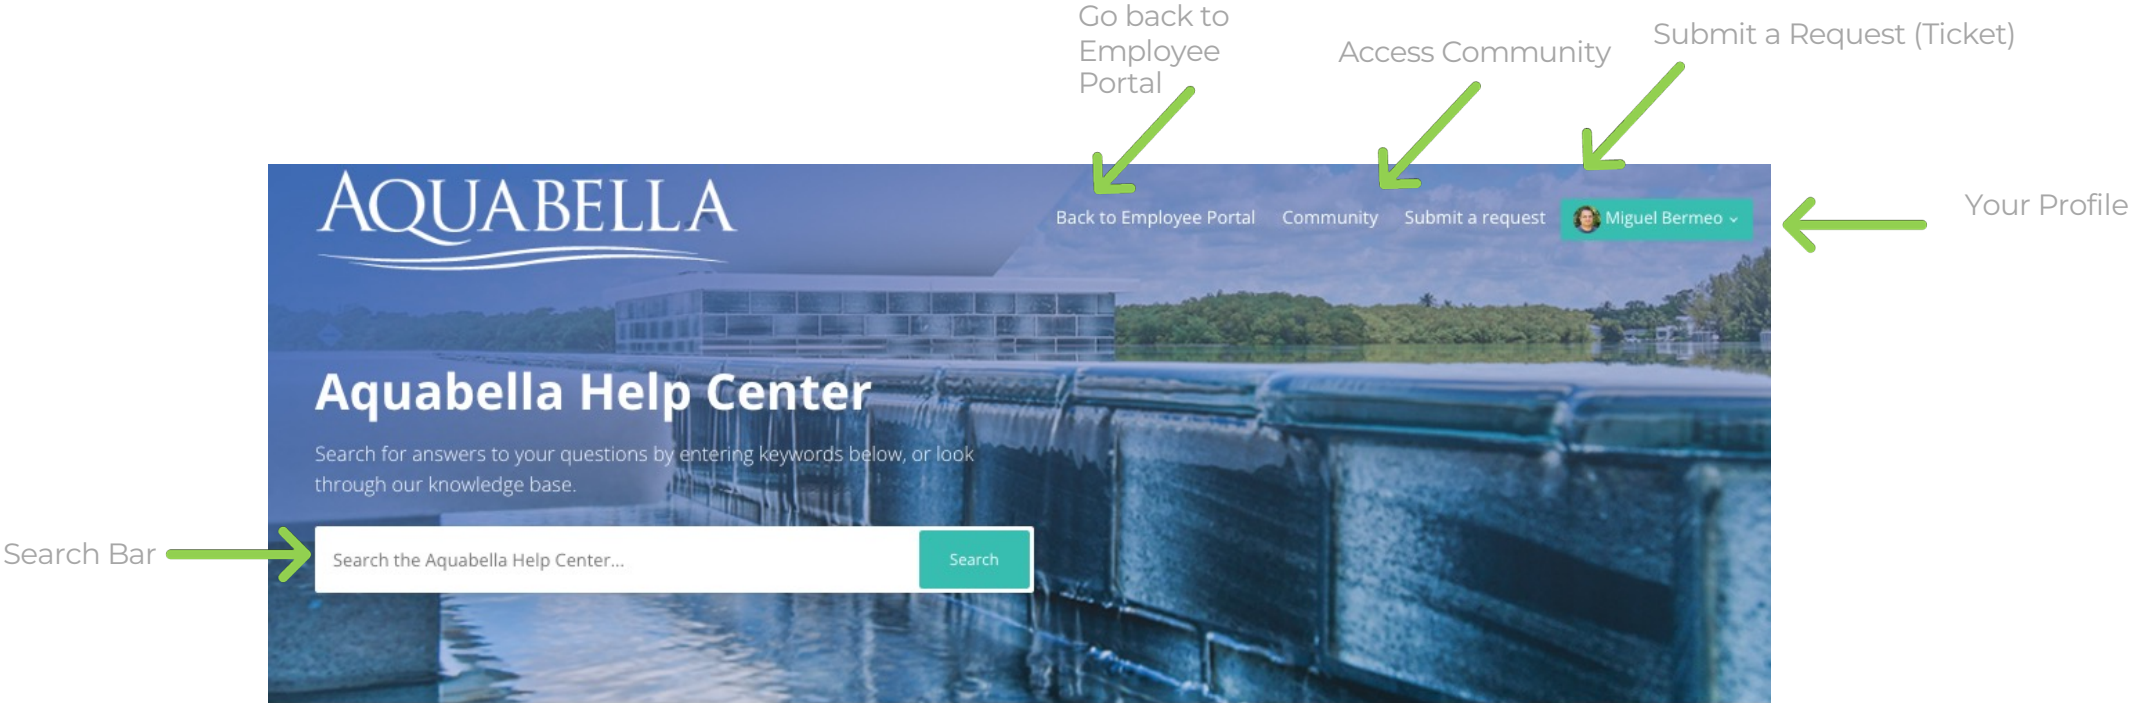 Go back to
Employee
Portal
Access Community
Submit a Request (Ticket)
AQUABELLA
Back to Employee Portal
Community
Submit a request
Miguel Bermeo
Your Profile
Aquabella Help Center
Search for answers to your questions by entering keywords below, or look
through our knowledge base.
Search Bar
Search the Aquabella Help Center...
Search